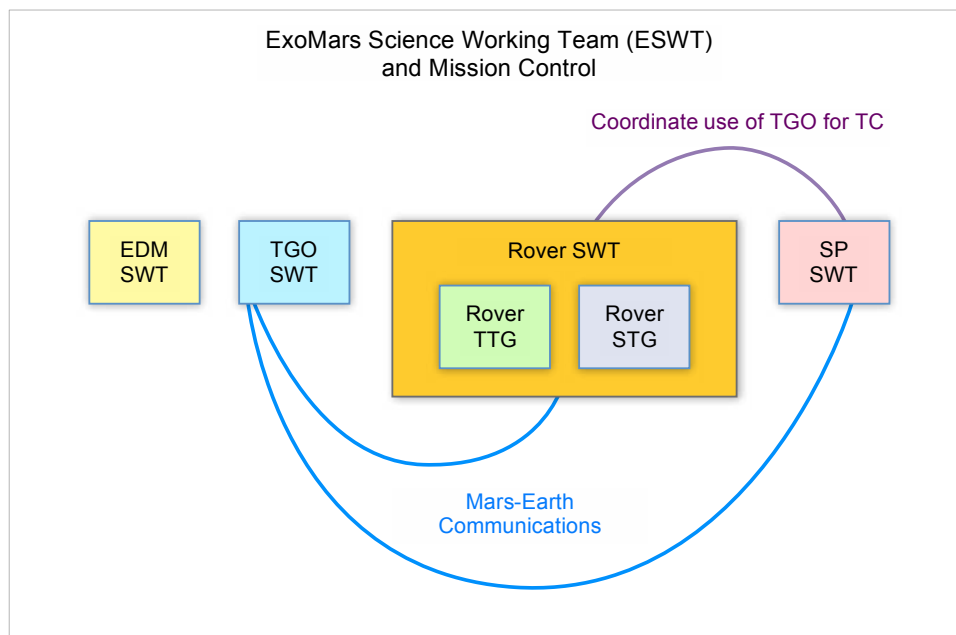 ExoMars Science Working Team (ESWT)
and Mission Control
Coordinate use of TGO for TC
EDM
SWT
TGO
SWT
Rover SWT
Rover
TTG
Rover
STG
SP
SWT
Mars-Earth
Communications